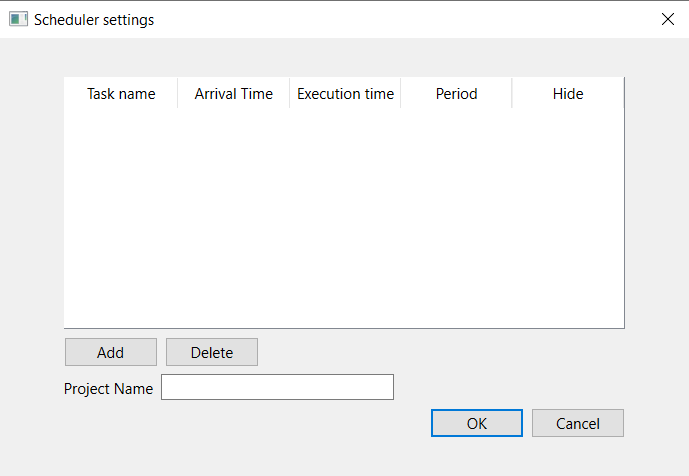 Scheduler settings
Task name Arrival Time Execution time Period Hide
Add Delete
Project Name
OK Cancel